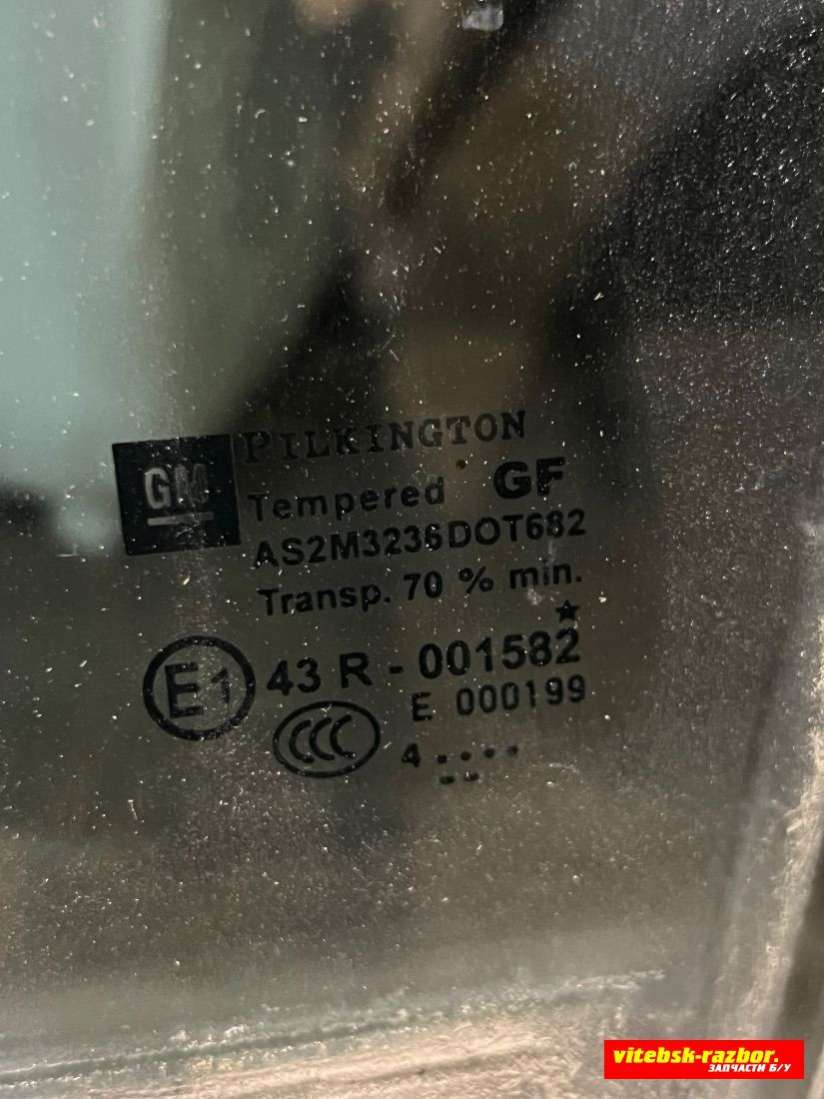 GM
PILKINGTON
Tempered GF
AS2M3236DOT682
Transp. 70 % min.
E1 43 R - 001582
CCC E 000199
4 ....
vitebsk-razbor.
ЗАПЧАСТИ Б/У